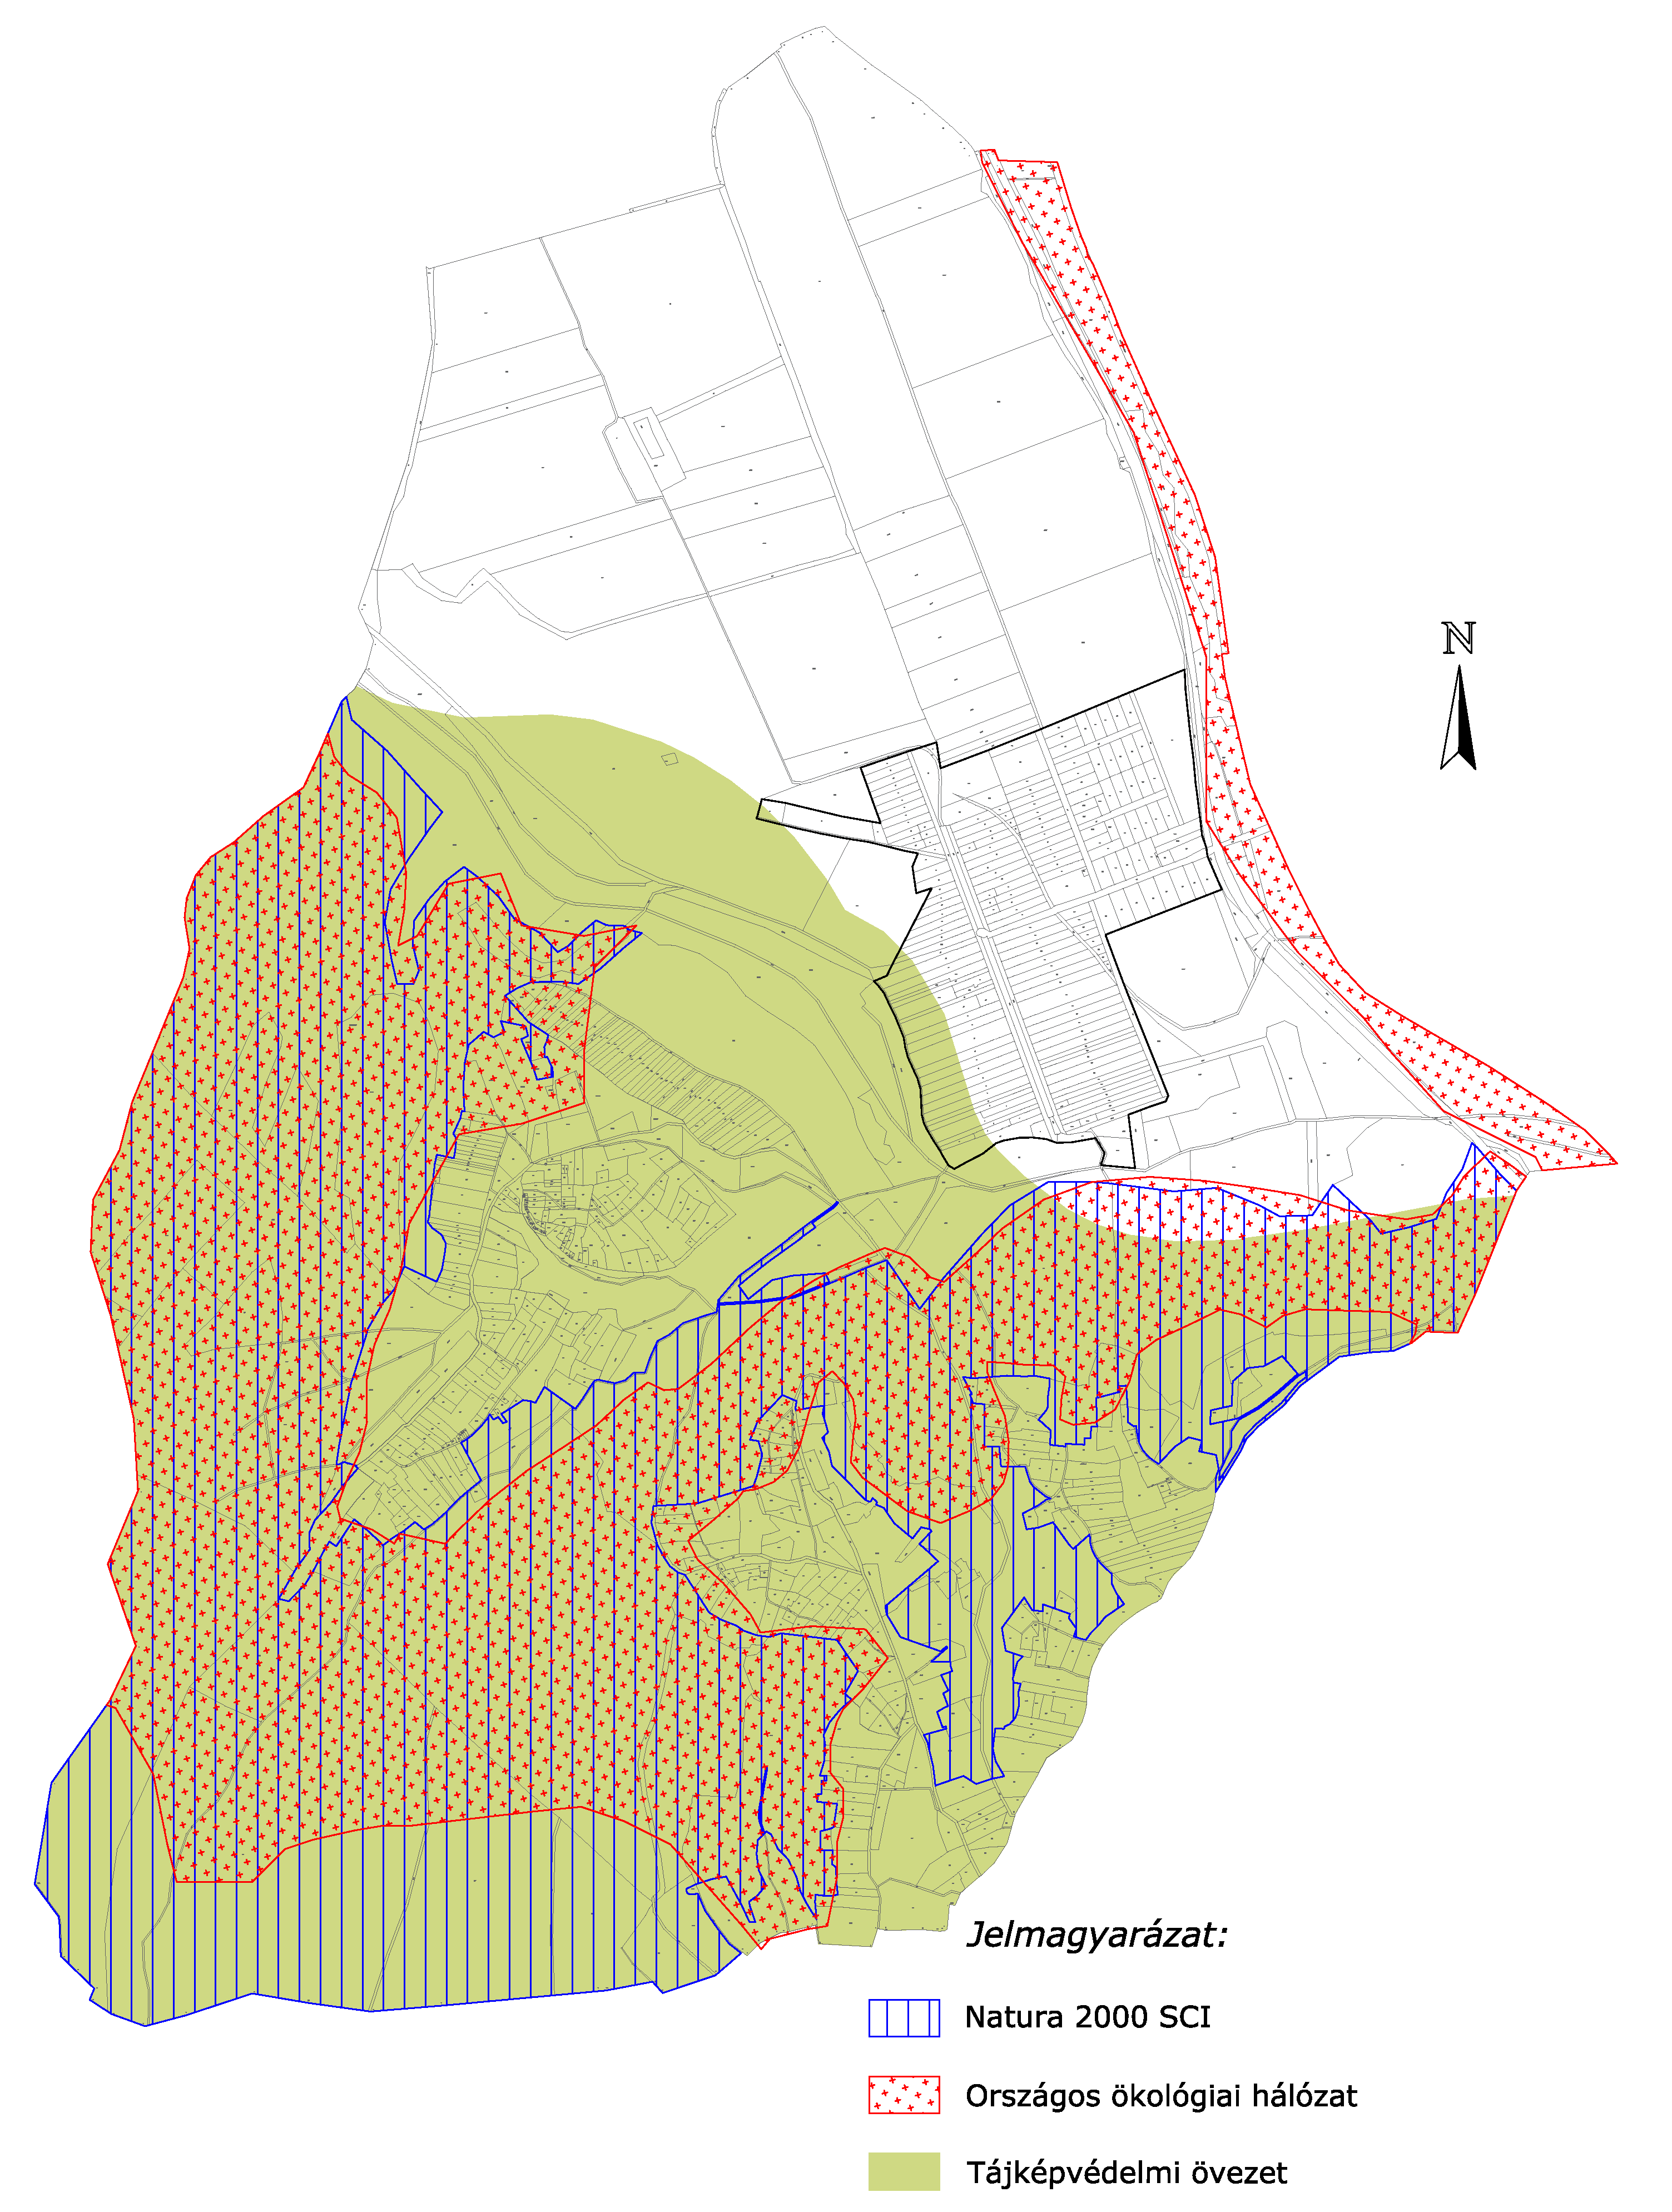 N
Jelmagyarázat:
Natura 2000 SCI
Országos ökológiai hálózat
Tájképvédelmi övezet